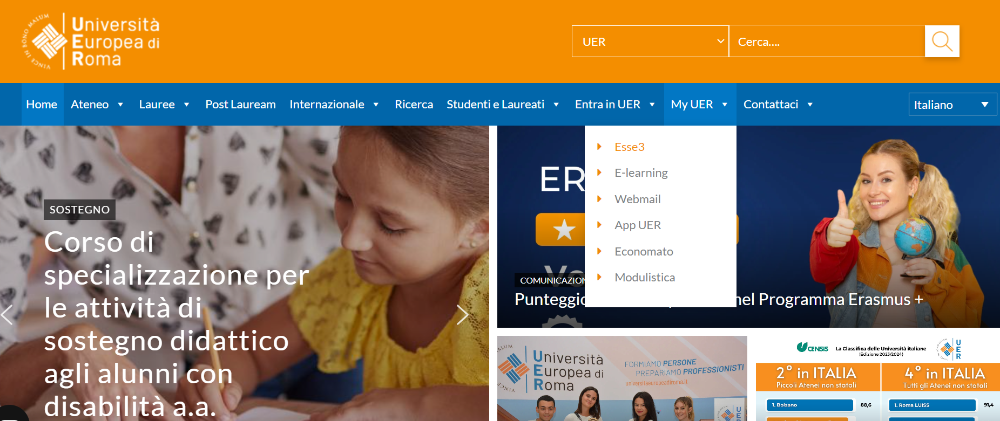 VINCE IN BONO MALUM
Università
Europea di
Roma
UER
Cerca....
Home
Ateneo
Lauree
Post Lauream
Internazionale
Ricerca
Studenti e Laureati
Entra in UER
My UER
Contattaci
Italiano
Esse3
E-learning
Webmail
App UER
Economato
Modulistica
SOSTEGNO
Corso di
specializzazione per
le attività di
sostegno didattico
agli alunni con
disabilità a.a.
ER
COMUNICAZION
Punteggio
nel Programma Erasmus +
Università
Europea di
Roma
FORMIAMO PERSONE
PREPARIAMO PROFESSIONISTI
universitaeuropeadiroma.it
CENSIS
La Classifica delle Università italiane
(Edizione 2023/2024)
U
E
R
2° in ITALIA
Piccoli Atenei non statali
1. Bolzano
88,6
4° in ITALIA
Tutti gli Atenei non statali
1. Roma LUISS
91,4